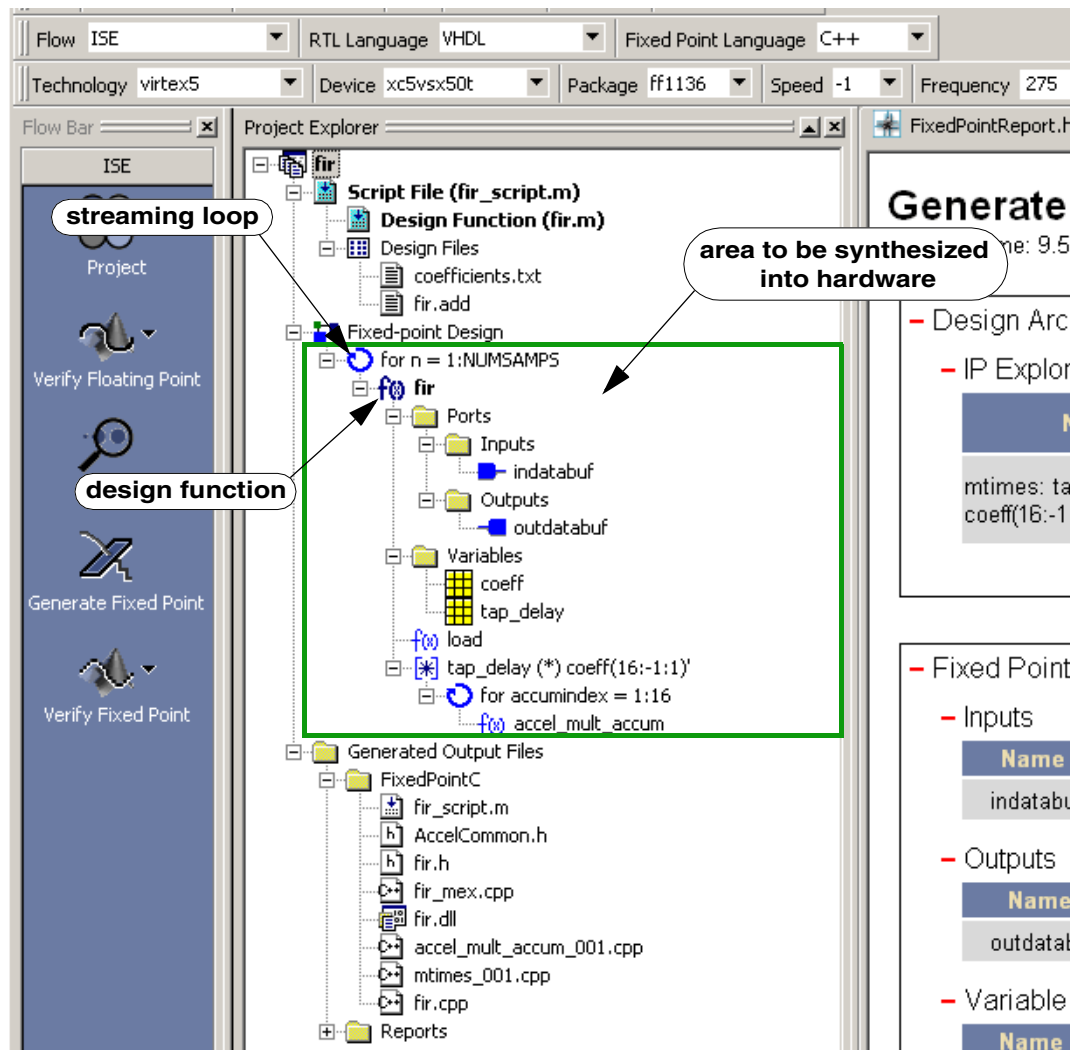 Flow ISE RTL Language VHDL Fixed Point Language C++
Technology virtex5 Device xc5vsx50t Package ff1136 Speed -1 Frequency 275
Flow Bar
ISE
Project
Verify Floating Point
Generate Fixed Point
Verify Fixed Point
Project Explorer
fir
Script File (fir_script.m)
Design Function (fir.m)
Design Files
coefficients.txt
fir.add
Fixed-point Design
for n = 1:NUMSAMPS
f(x) fir
Ports
Inputs
indatabuf
Outputs
outdatabuf
Variables
coeff
tap_delay
f(x) load
tap_delay (*) coeff(16:-1:1)'
for accumindex = 1:16
f(x) accel_mult_accum
Generated Output Files
FixedPointC
fir_script.m
AccelCommon.h
fir.h
fir_mex.cpp
fir.dll
accel_mult_accum_001.cpp
mtimes_001.cpp
fir.cpp
Reports
streaming loop
design function
area to be synthesized
into hardware
FixedPointReport.h
Generate
me: 9.5
Design Arc
IP Explor
mtimes: ta
coeff(16:-1
Fixed Point
Inputs
Name
indatabu
Outputs
Name
outdatab
Variable
Name